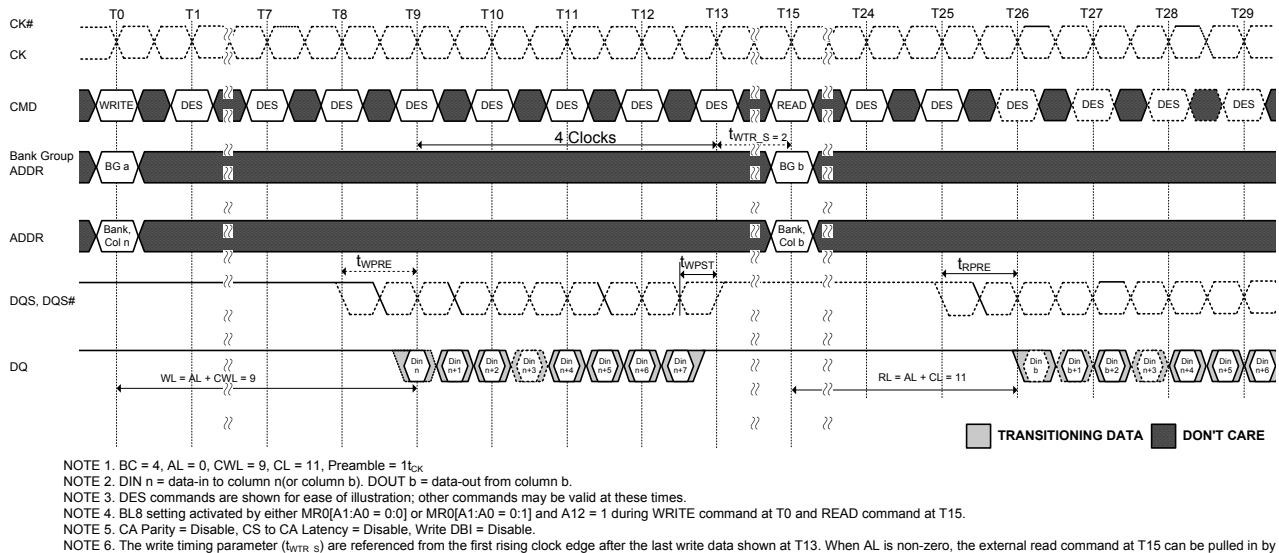 T0 T1 T7 T8 T9 T10 T11 T12 T13 T15 T24 T25 T26 T27 T28 T29
CK#
CK
CMD WRITE DES DES DES DES DES DES DES DES READ DES DES DES DES DES DES
4 Clocks tWTR_S = 2
Bank Group
ADDR
BG a BG b
ADDR
Bank,
Col n
Bank,
Col b
tWPRE tWPST tRPRE
DQS, DQS#
DQ
Din
n
Din
n+1
Din
n+2
Din
n+3
Din
n+4
Din
n+5
Din
n+6
Din
n+7
Din
b
Din
b+1
Din
b+2
Din
n+3
Din
n+4
Din
n+5
Din
n+6
WL = AL + CWL = 9 RL = AL + CL = 11
TRANSITIONING DATA DON'T CARE
NOTE 1. BC = 4, AL = 0, CWL = 9, CL = 11, Preamble = 1tCK
NOTE 2. DIN n = data-in to column n(or column b). DOUT b = data-out from column b.
NOTE 3. DES commands are shown for ease of illustration; other commands may be valid at these times.
NOTE 4. BL8 setting activated by either MR0[A1:A0 = 0:0] or MR0[A1:A0 = 0:1] and A12 = 1 during WRITE command at T0 and READ command at T15.
NOTE 5. CA Parity = Disable, CS to CA Latency = Disable, Write DBI = Disable.
NOTE 6. The write timing parameter (tWTR_S) are referenced from the first rising clock edge after the last write data shown at T13. When AL is non-zero, the external read command at T15 can be pulled in by